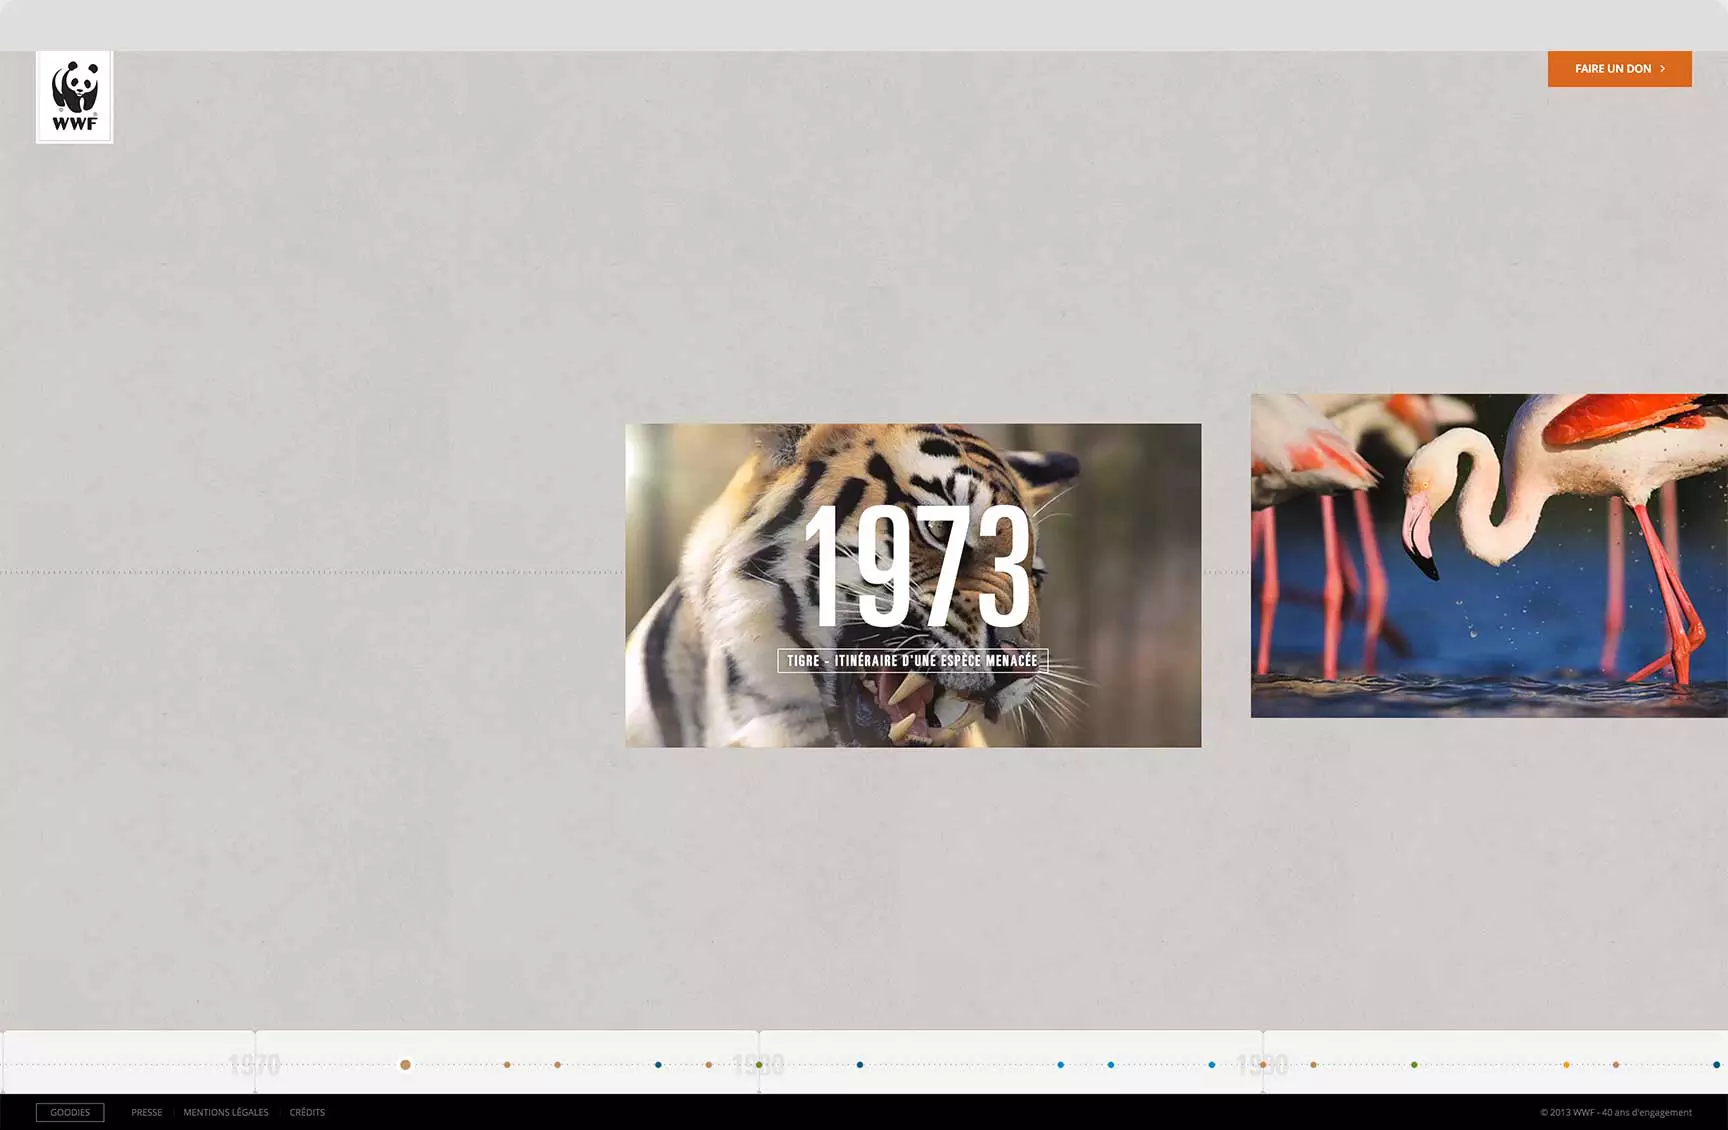 WWF
FAIRE UN DON
1973
TIGRE - ITINÉRAIRE D'UNE ESPÈCE MENACÉE
1970
1980
1990
GOODIES
PRESSE
MENTIONS LÉGALES
CRÉDITS
© 2013 WWF - 40 ans d'engagement